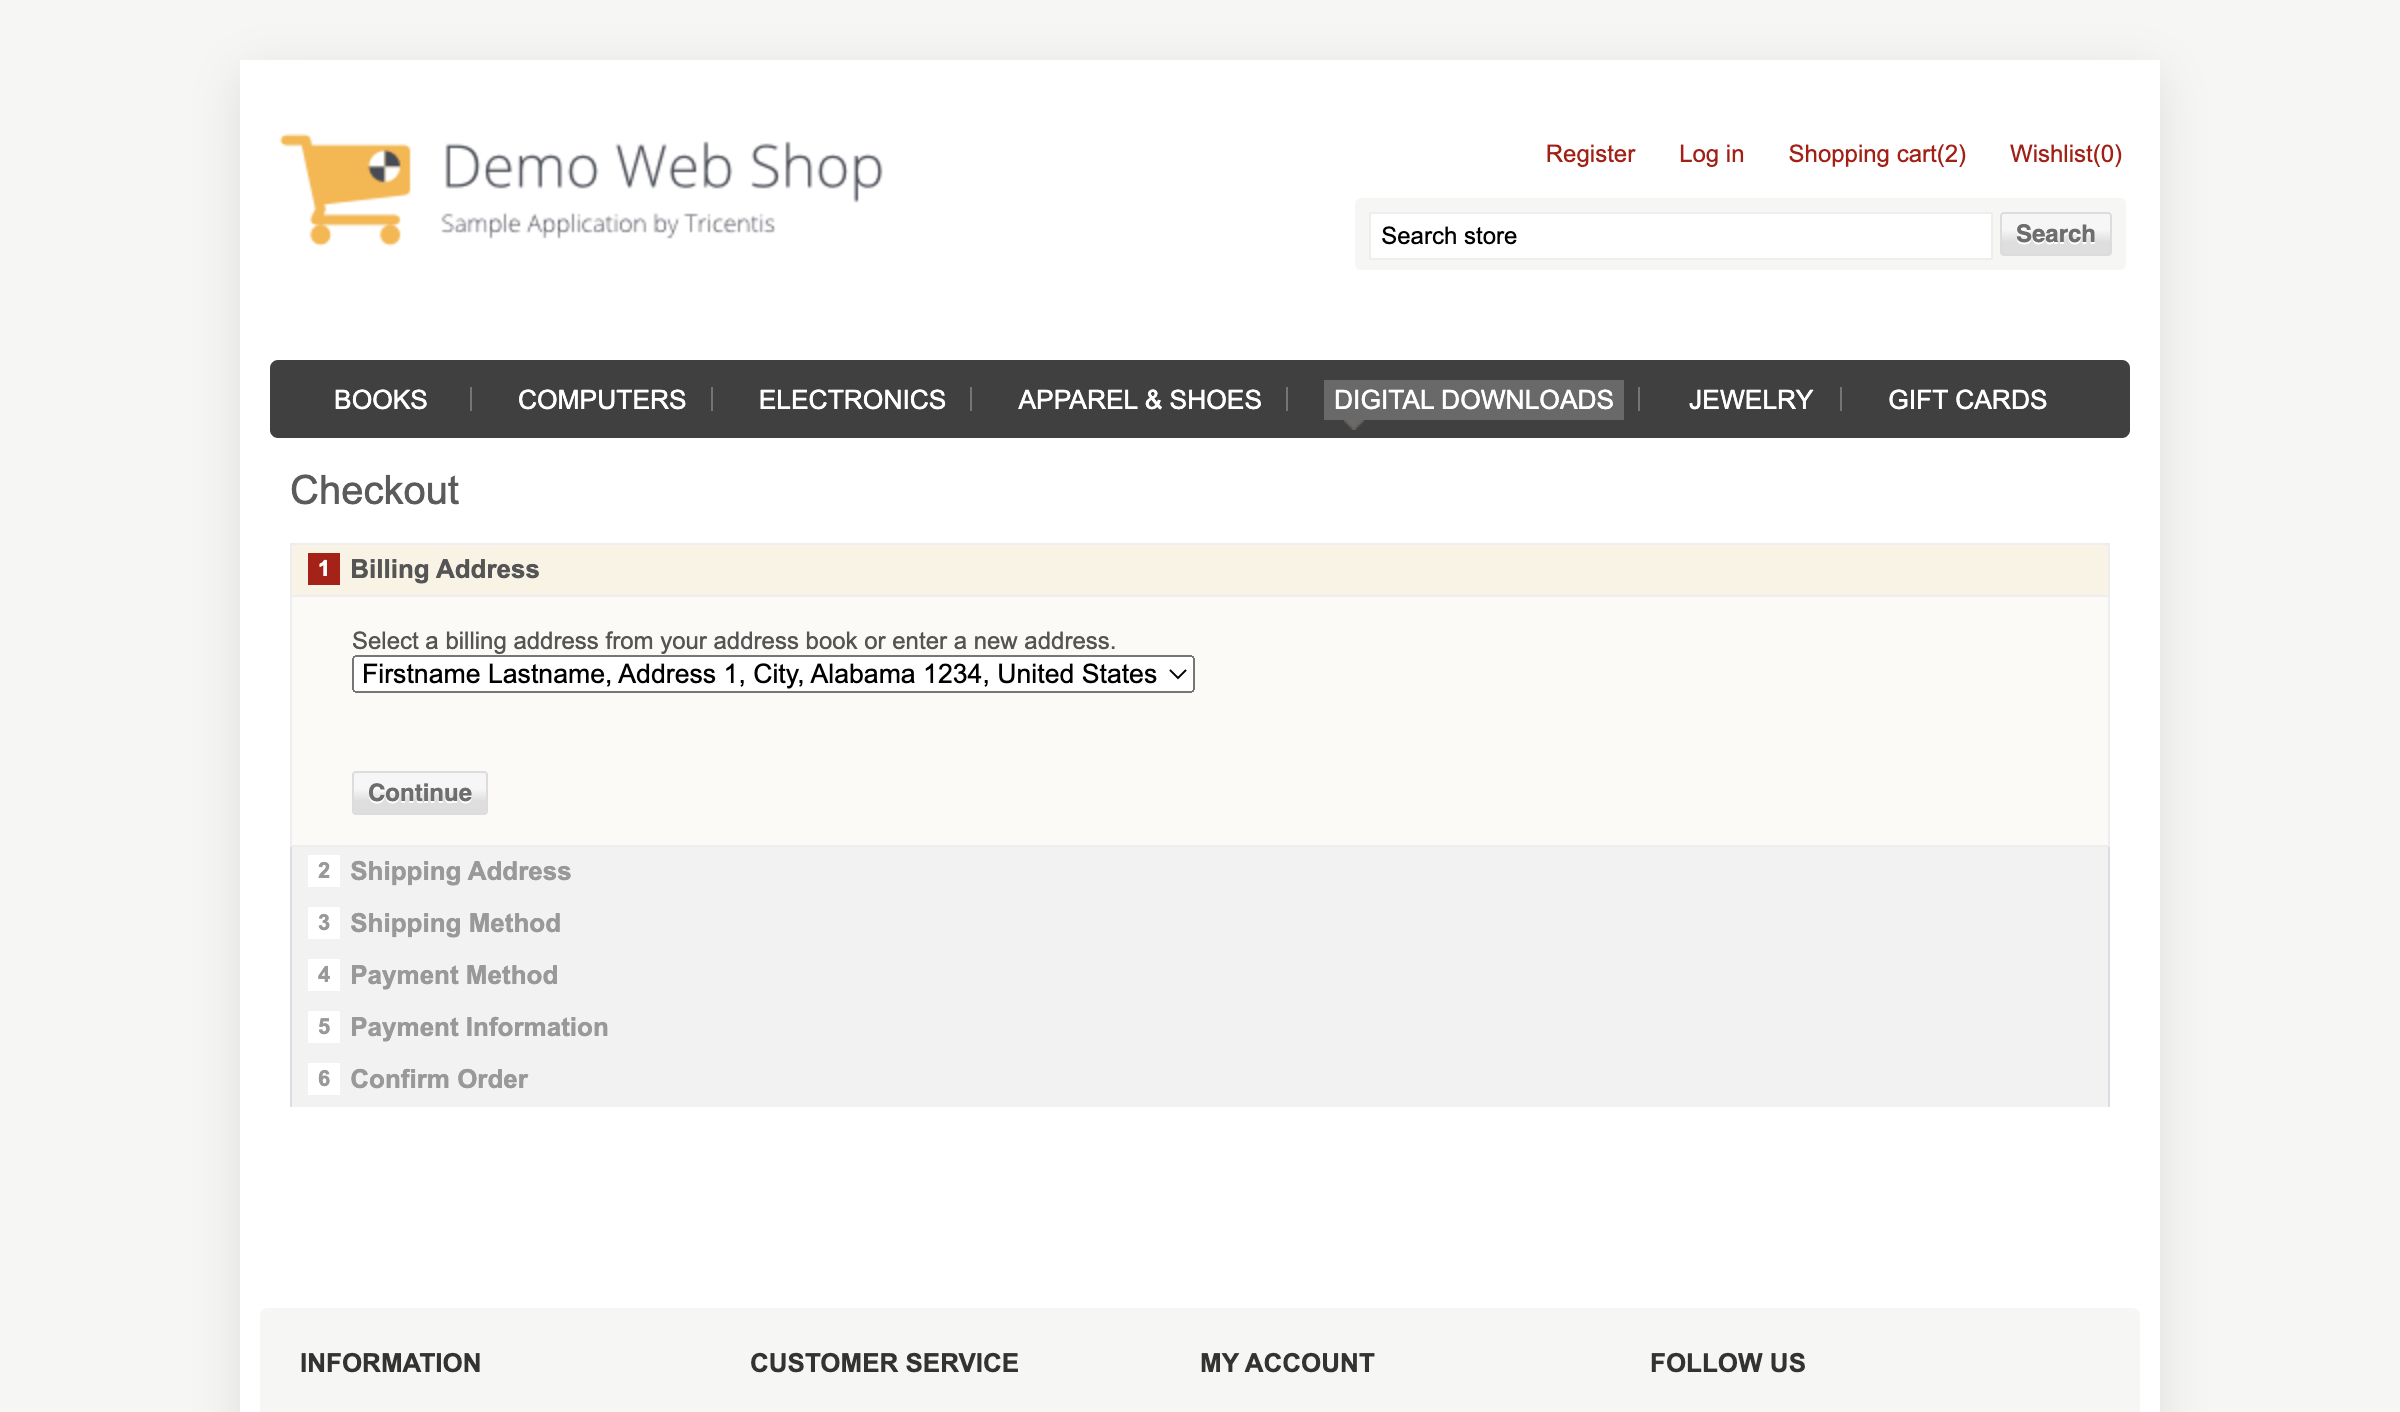 Demo Web Shop
Sample Application by Tricentis
Register Log in Shopping cart(2) Wishlist(0)
Search store Search
BOOKS COMPUTERS ELECTRONICS APPAREL & SHOES DIGITAL DOWNLOADS JEWELRY GIFT CARDS
Checkout
1 Billing Address
Select a billing address from your address book or enter a new address.
Firstname Lastname, Address 1, City, Alabama 1234, United States
Continue
2 Shipping Address
3 Shipping Method
4 Payment Method
5 Payment Information
6 Confirm Order
INFORMATION CUSTOMER SERVICE MY ACCOUNT FOLLOW US